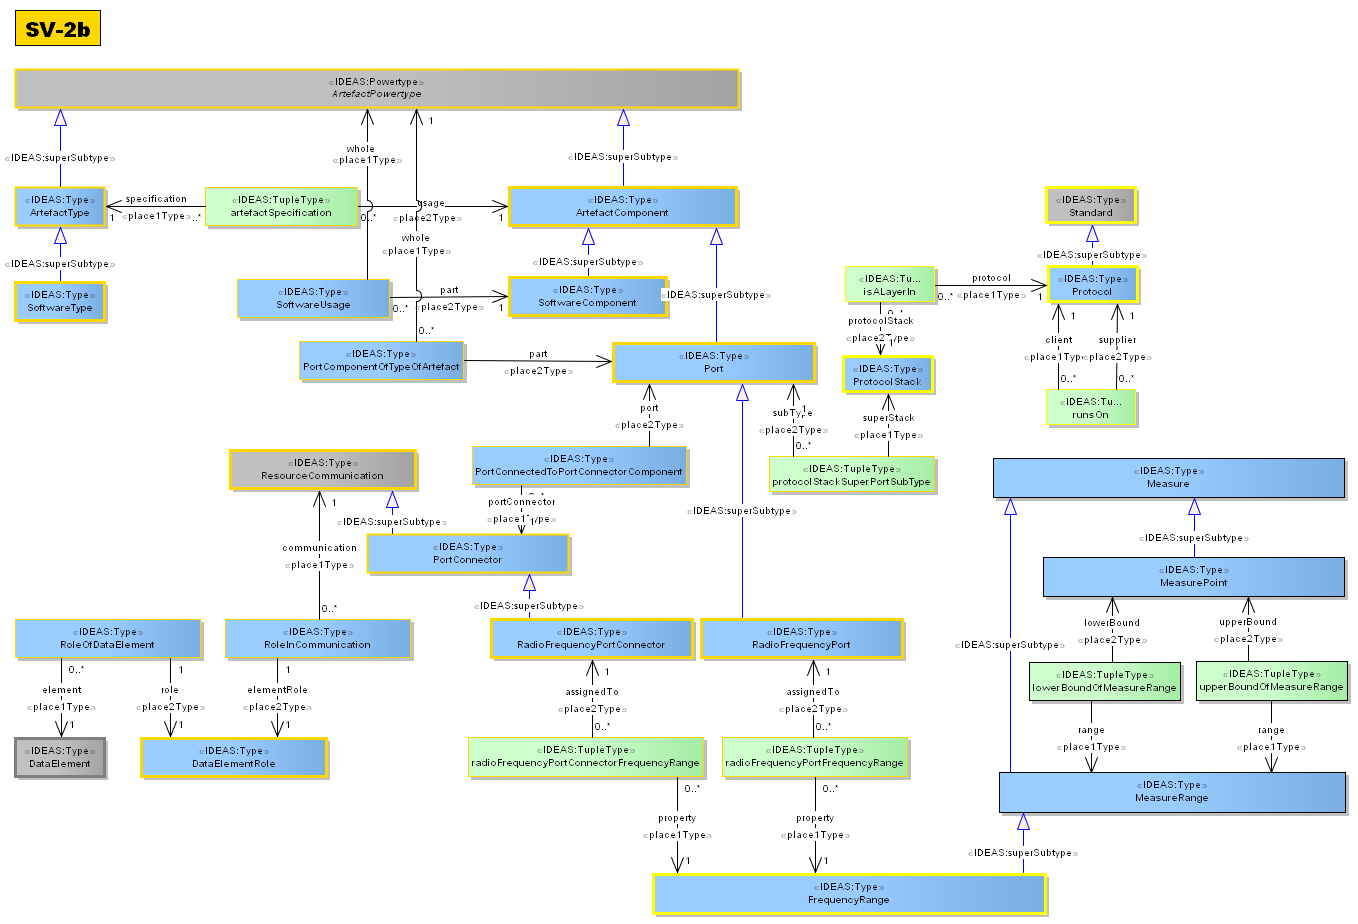 SV-2b
«IDEAS:Powertype»
ArtefactPowertype
1
whole
«place1Type»
«IDEAS:superSubtype»
«IDEAS:superSubtype»
«IDEAS:Type»
ArtefactType
1
specification
«place1Type»
..*
«IDEAS:TupleType»
artefactSpecification
0..*
usage
«place2Type»
1
«IDEAS:Type»
ArtefactComponent
«IDEAS:Type»
Standard
whole
«place1Type»
«IDEAS:superSubtype»
«IDEAS:superSubtype»
«IDEAS:superSubtype»
«IDEAS:Type»
SoftwareType
«IDEAS:Type»
SoftwareUsage
0..*
part
«place2Type»
1
«IDEAS:Type»
SoftwareComponent
«IDEAS:superSubtype»
«IDEAS:Tu...
isALayerIn
0..*
protocol
«place1Type»
1
«IDEAS:Type»
Protocol
0..*
0..*
protocolStack
«place2Type»
1
1
1
client
«place1Type»
0..*
supplier
«place2Type»
0..*
«IDEAS:Type»
PortComponentOfTypeOfArtefact
part
«place2Type»
«IDEAS:Type»
Port
«IDEAS:Type»
ProtocolStack
«IDEAS:Tu...
runsOn
port
«place2Type»
1
subType
«place2Type»
0..*
superStack
«place1Type»
«IDEAS:Type»
ResourceCommunication
«IDEAS:Type»
PortConnectedToPortConnectorComponent
«IDEAS:TupleType»
protocolStackSuperPortSubType
«IDEAS:Type»
Measure
1
«IDEAS:superSubtype»
0..*
portConnector
«place1Type»
1
«IDEAS:superSubtype»
«IDEAS:superSubtype»
communication
«place1Type»
0..*
«IDEAS:Type»
PortConnector
«IDEAS:Type»
MeasurePoint
«IDEAS:superSubtype»
lowerBound
«place2Type»
upperBound
«place2Type»
«IDEAS:Type»
RoleOfDataElement
«IDEAS:Type»
RoleInCommunication
«IDEAS:Type»
RadioFrequencyPortConnector
«IDEAS:Type»
RadioFrequencyPort
«IDEAS:superSubtype»
0..*
element
«place1Type»
1
1
role
«place2Type»
1
1
elementRole
«place2Type»
1
1
assignedTo
«place2Type»
0..*
1
assignedTo
«place2Type»
0..*
«IDEAS:TupleType»
lowerBoundOfMeasureRange
«IDEAS:TupleType»
upperBoundOfMeasureRange
range
«place1Type»
range
«place1Type»
«IDEAS:Type»
DataElement
«IDEAS:Type»
DataElementRole
«IDEAS:TupleType»
radioFrequencyPortConnectorFrequencyRange
«IDEAS:TupleType»
radioFrequencyPortFrequencyRange
«IDEAS:Type»
MeasureRange
0..*
property
«place1Type»
1
0..*
property
«place1Type»
1
«IDEAS:superSubtype»
«IDEAS:Type»
FrequencyRange